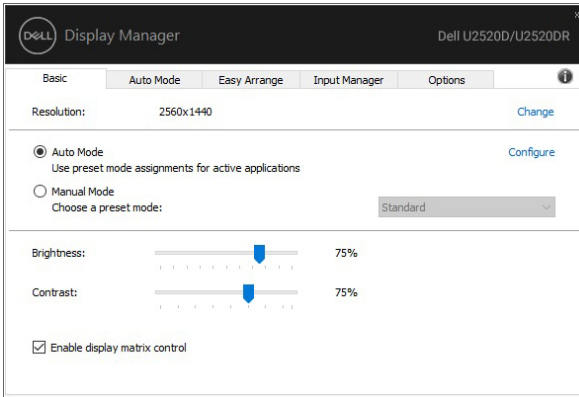 DELL Display Manager
Dell U2520D/U2520DR
Basic Auto Mode Easy Arrange Input Manager Options
Resolution: 2560x1440 Change
Auto Mode Configure
Use preset mode assignments for active applications
Manual Mode
Choose a preset mode: Standard
Brightness: 75%
Contrast: 75%
Enable display matrix control